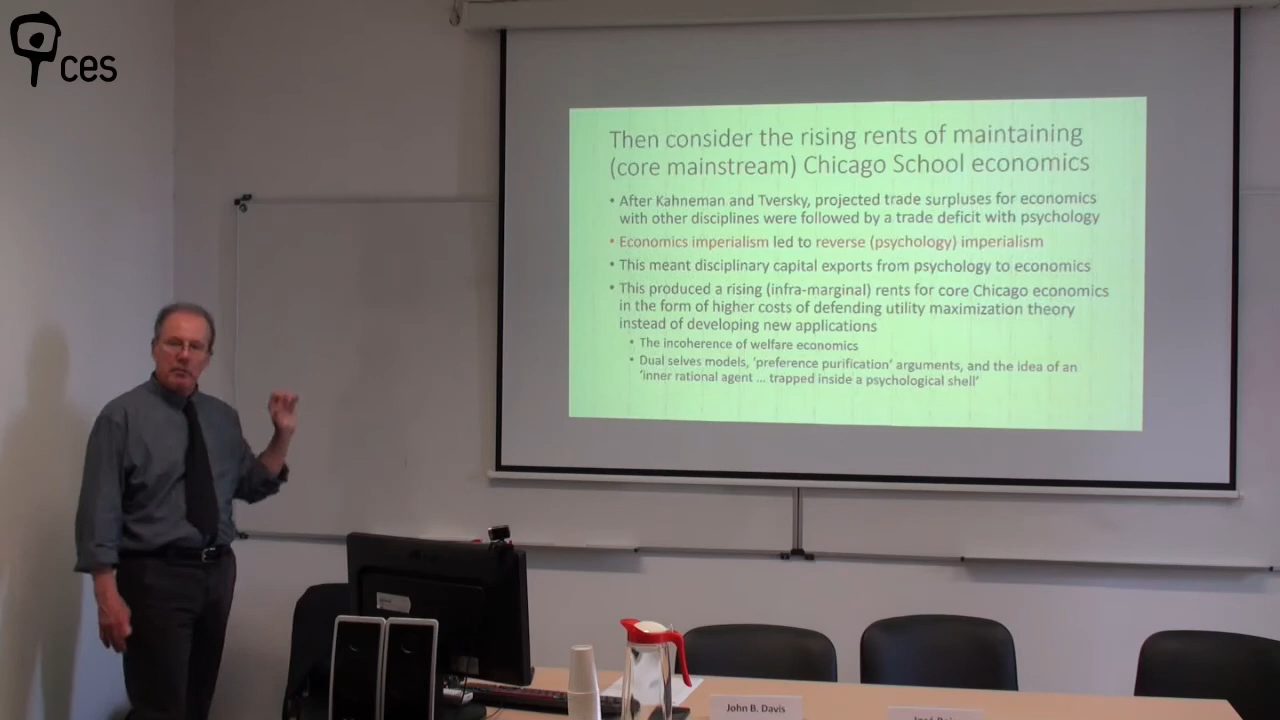 ces
Then consider the rising rents of maintaining
(core mainstream) Chicago School economics
• After Kahneman and Tversky, projected trade surpluses for economics
with other disciplines were followed by a trade deficit with psychology
• Economics imperialism led to reverse (psychology) imperialism
• This meant disciplinary capital exports from psychology to economics
• This produced a rising (infra-marginal) rents for core Chicago economics
in the form of higher costs of defending utility maximization theory
instead of developing new applications
• The incoherence of welfare economics
• Dual selves models, 'preference purification' arguments, and the idea of an
'inner rational agent ... trapped inside a psychological shell'
John B. Davis
José